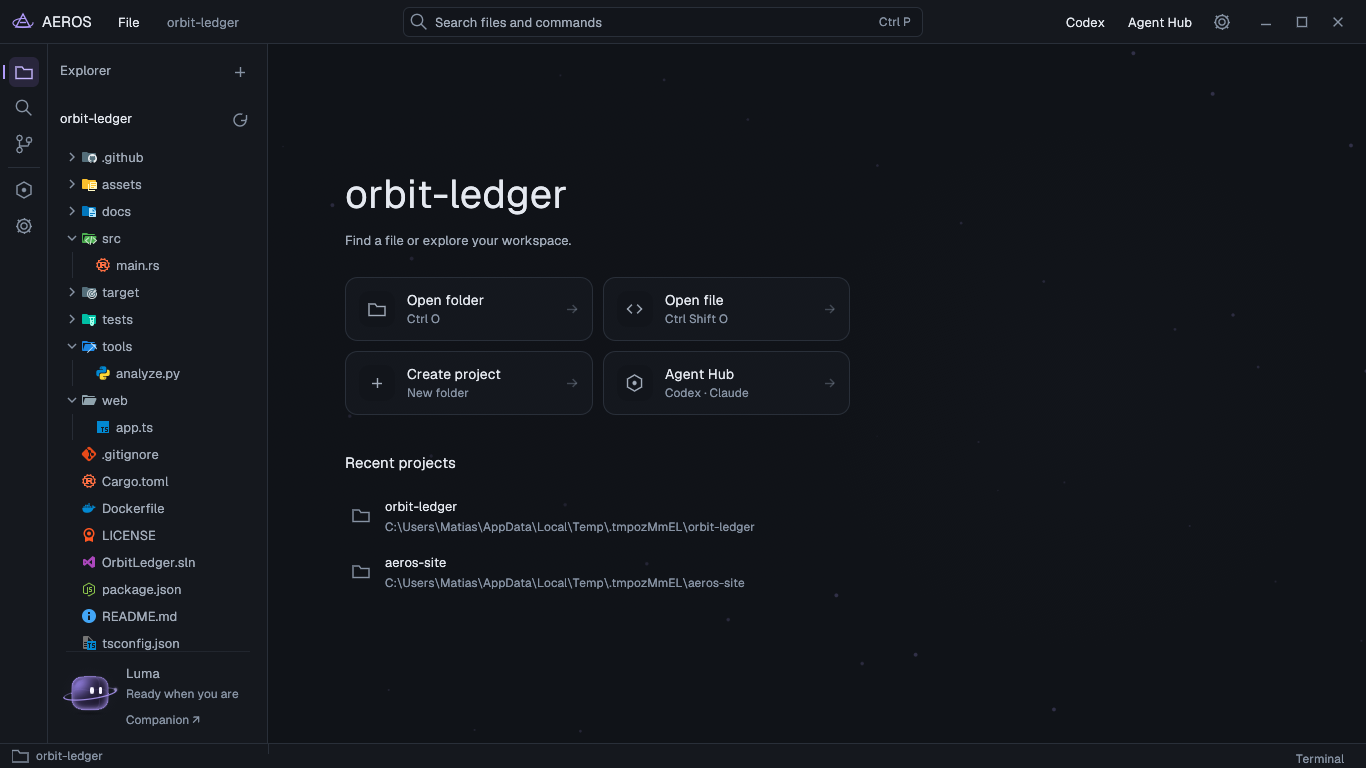 AEROS File orbit-ledger Search files and commands Ctrl P Codex Agent Hub
Explorer
orbit-ledger
.github
assets
docs
src
main.rs
target
tests
tools
analyze.py
web
app.ts
.gitignore
Cargo.toml
Dockerfile
LICENSE
OrbitLedger.sln
package.json
README.md
tsconfig.json
Luma
Ready when you are
Companion
orbit-ledger
Find a file or explore your workspace.
Open folder
Ctrl O
Open file
Ctrl Shift O
Create project
New folder
Agent Hub
Codex · Claude
Recent projects
orbit-ledger
C:\Users\Matias\AppData\Local\Temp\.tmpozMmEL\orbit-ledger
aeros-site
C:\Users\Matias\AppData\Local\Temp\.tmpozMmEL\aeros-site
orbit-ledger
Terminal